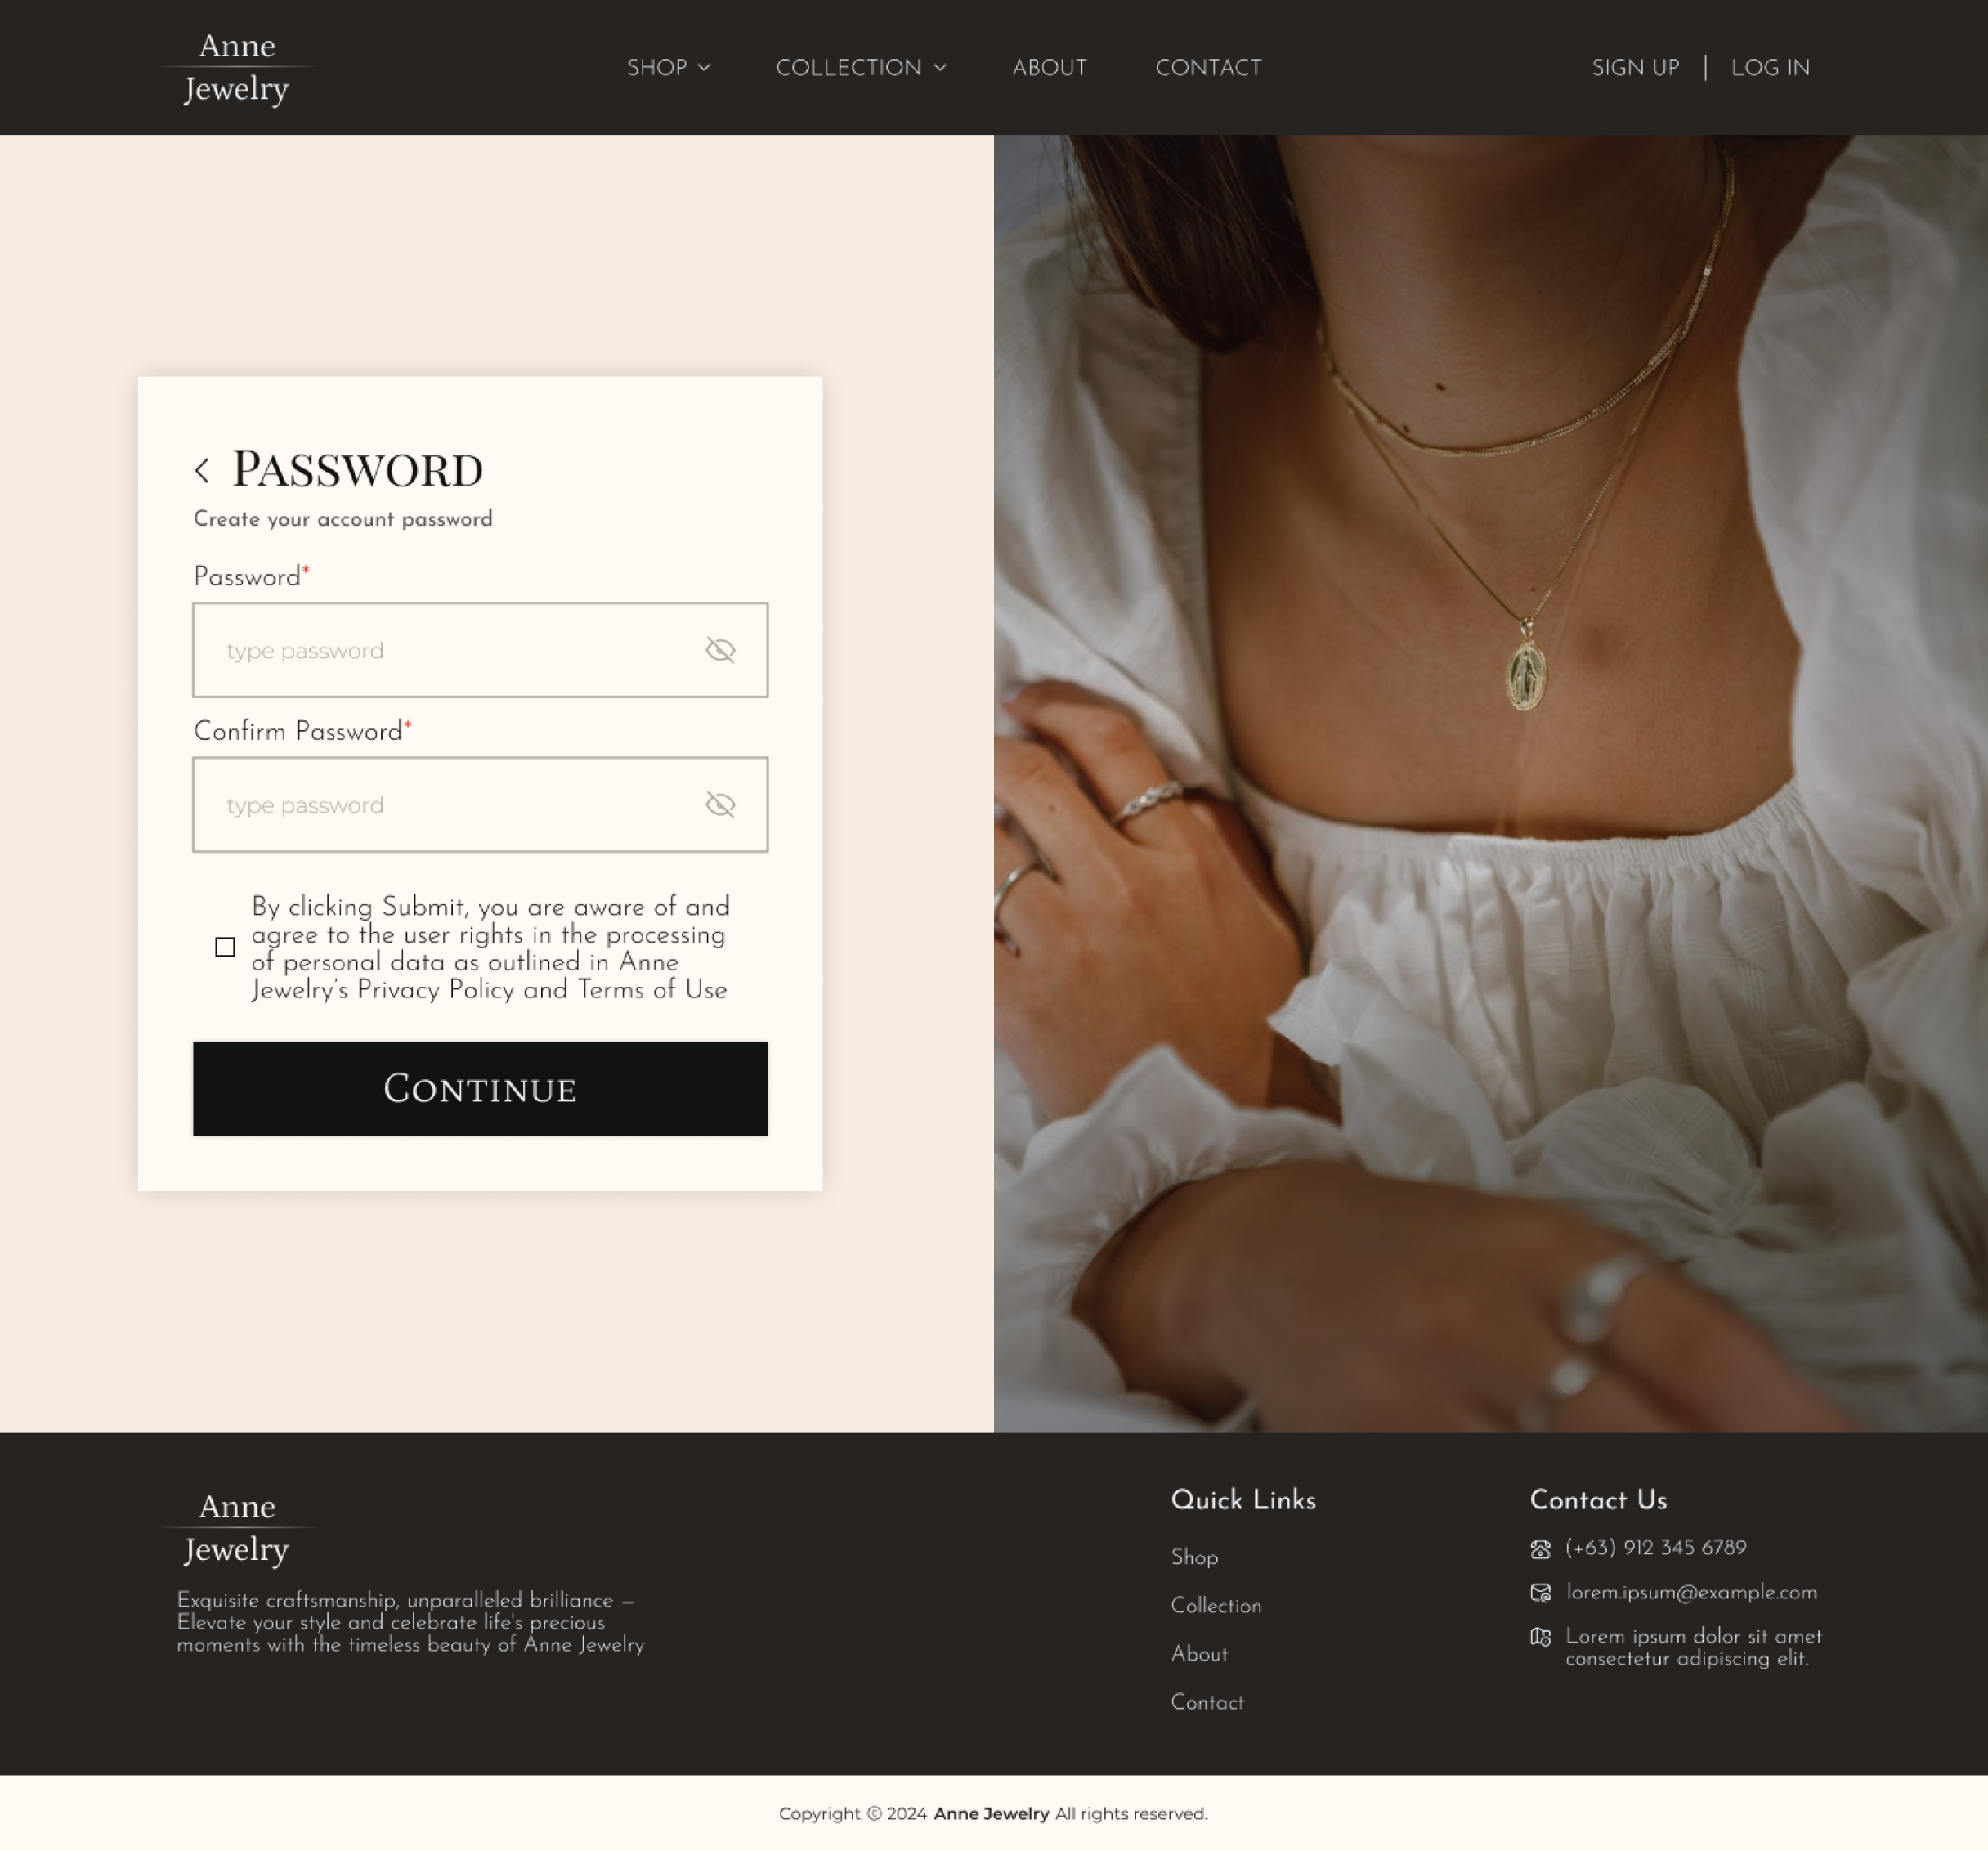 Anne
Jewelry
SHOP
COLLECTION
ABOUT
CONTACT
SIGN UP | LOG IN
PASSWORD
Create your account password
Password*
type password
Confirm Password*
type password
By clicking Submit, you are aware of and
agree to the user rights in the processing
of personal data as outlined in Anne
Jewelry's Privacy Policy and Terms of Use
CONTINUE
Anne
Jewelry
Exquisite craftsmanship, unparalleled brilliance –
Elevate your style and celebrate life's precious
moments with the timeless beauty of Anne Jewelry
Quick Links
Shop
Collection
About
Contact
Contact Us
(+63) 912 345 6789
lorem.ipsum@example.com
Lorem ipsum dolor sit amet
consectetur adipiscing elit.
Copyright © 2024 Anne Jewelry All rights reserved.